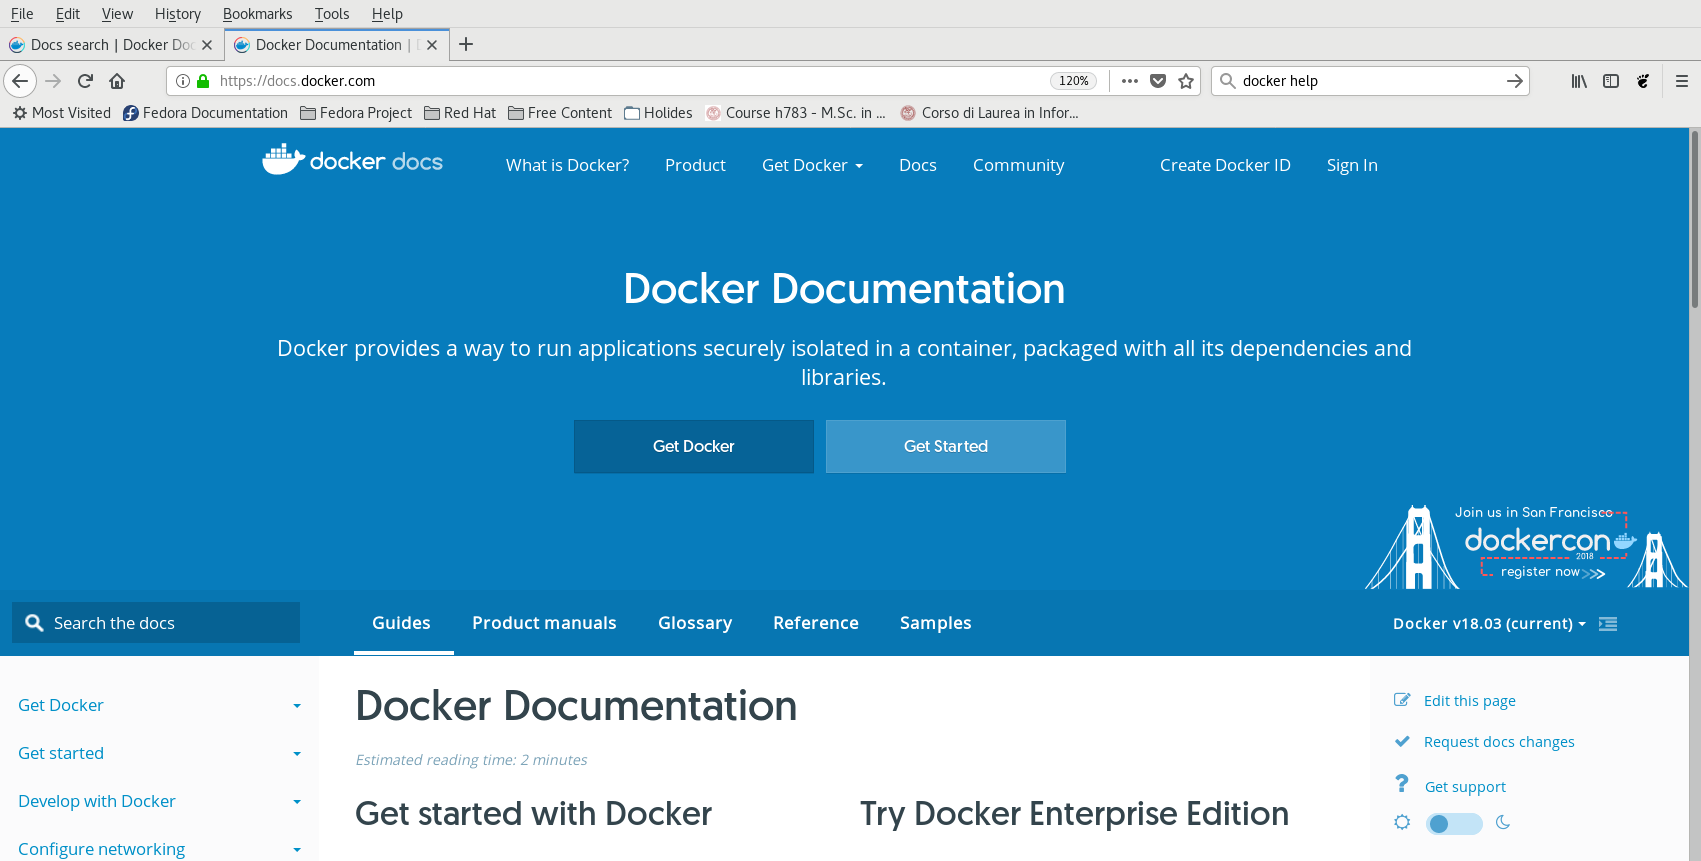 File Edit View History Bookmarks Tools Help
Docs search | Docker Doc
Docker Documentation |
https://docs.docker.com
120%
docker help
Most Visited
Fedora Documentation
Fedora Project
Red Hat
Free Content
Holides
Course h783 - M.Sc. in ...
Corso di Laurea in Infor...
docker docs
What is Docker?
Product
Get Docker
Docs
Community
Create Docker ID
Sign In
Docker Documentation
Docker provides a way to run applications securely isolated in a container, packaged with all its dependencies and
libraries.
Get Docker
Get Started
Join us in San Francisco
dockercon
2018
register now
Search the docs
Guides
Product manuals
Glossary
Reference
Samples
Docker v18.03 (current)
Get Docker
Get started
Develop with Docker
Configure networking
Docker Documentation
Estimated reading time: 2 minutes
Get started with Docker
Try Docker Enterprise Edition
Edit this page
Request docs changes
Get support